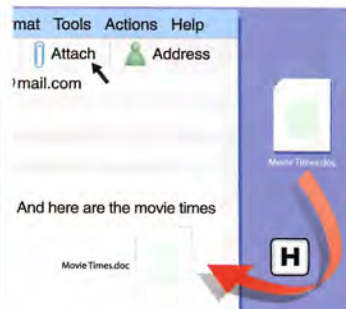 mat Tools Actions Help
Attach Address
mail.com
Movie Times.doc
And here are the movie times
Movie Times.doc
H